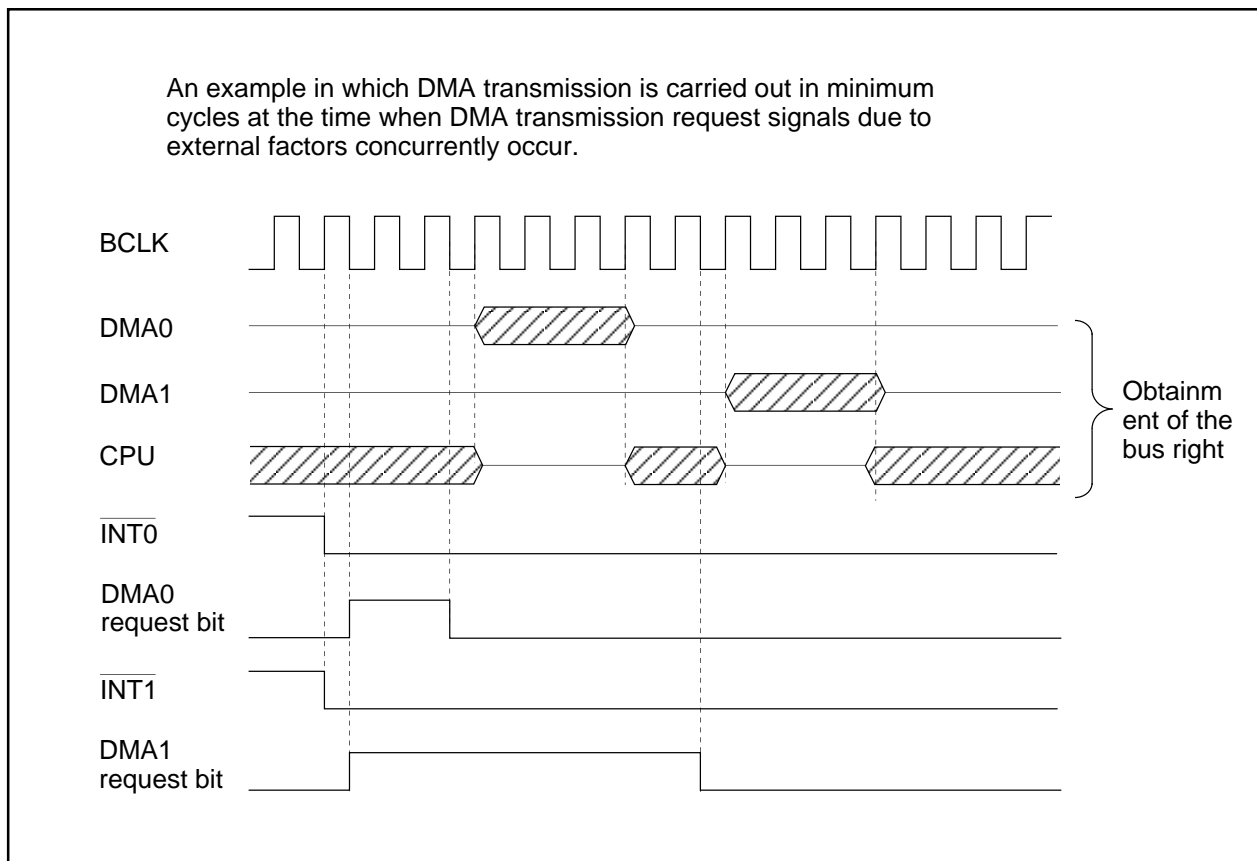 An example in which DMA transmission is carried out in minimum
cycles at the time when DMA transmission request signals due to
external factors concurrently occur.
BCLK
DMA0
DMA1
CPU
Obtainm
ent of the
bus right
INT0
DMA0
request bit
INT1
DMA1
request bit